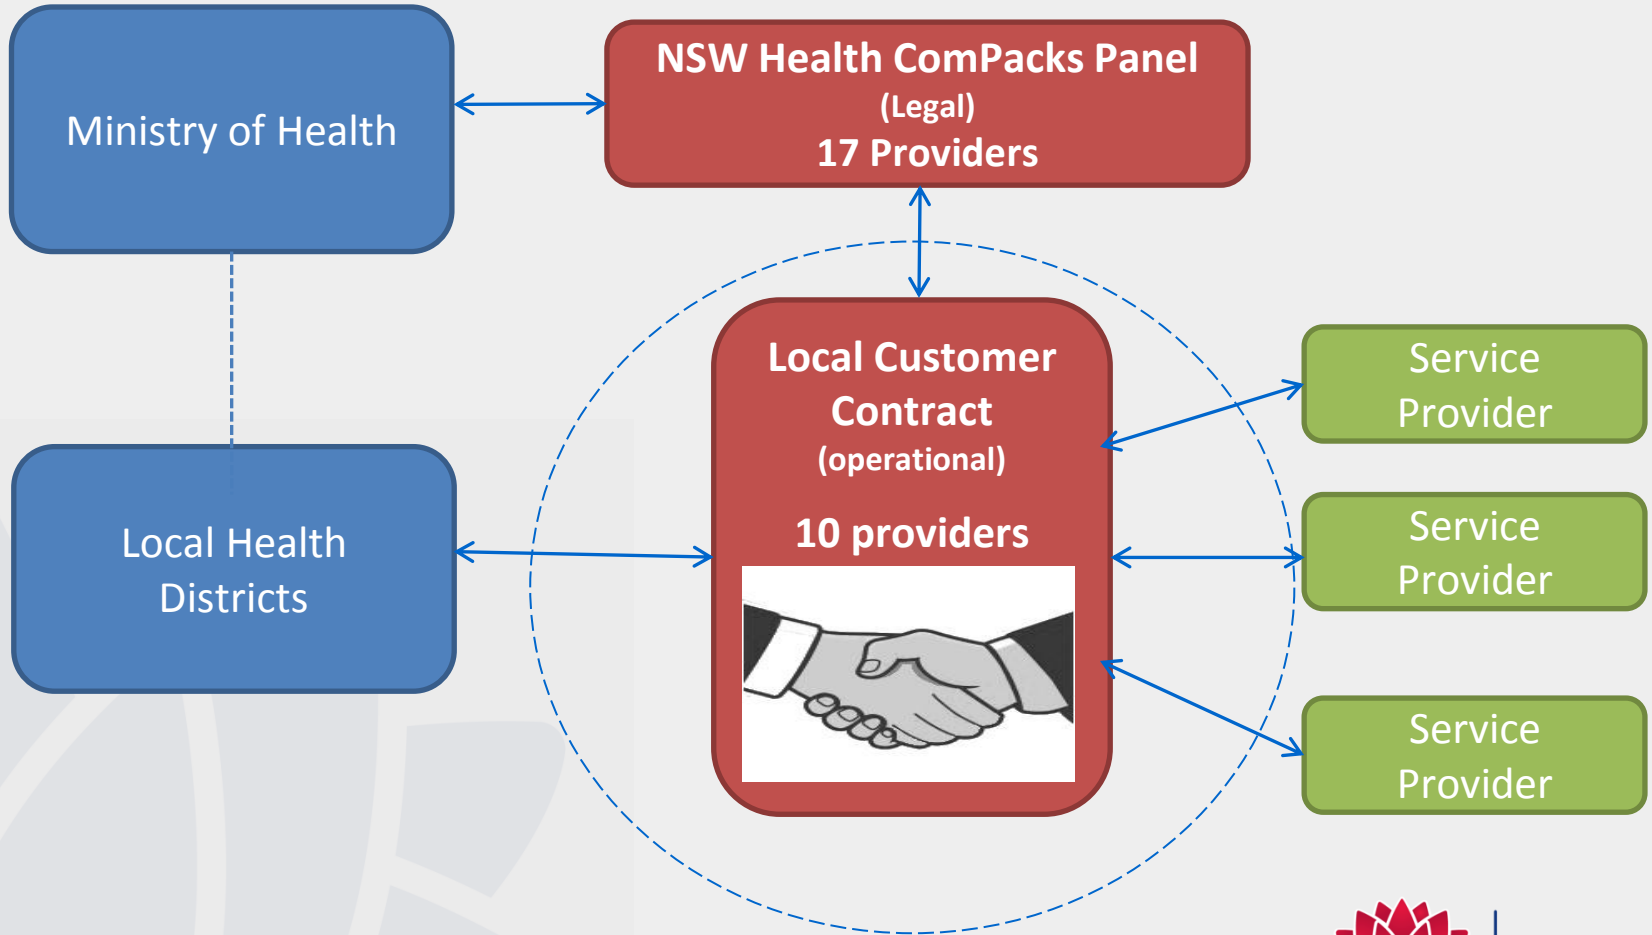 Ministry of Health
NSW Health ComPacks Panel
(Legal)
17 Providers
Local Customer
Contract
(operational)
10 providers
Local Health
Districts
Service
Provider
Service
Provider
Service
Provider